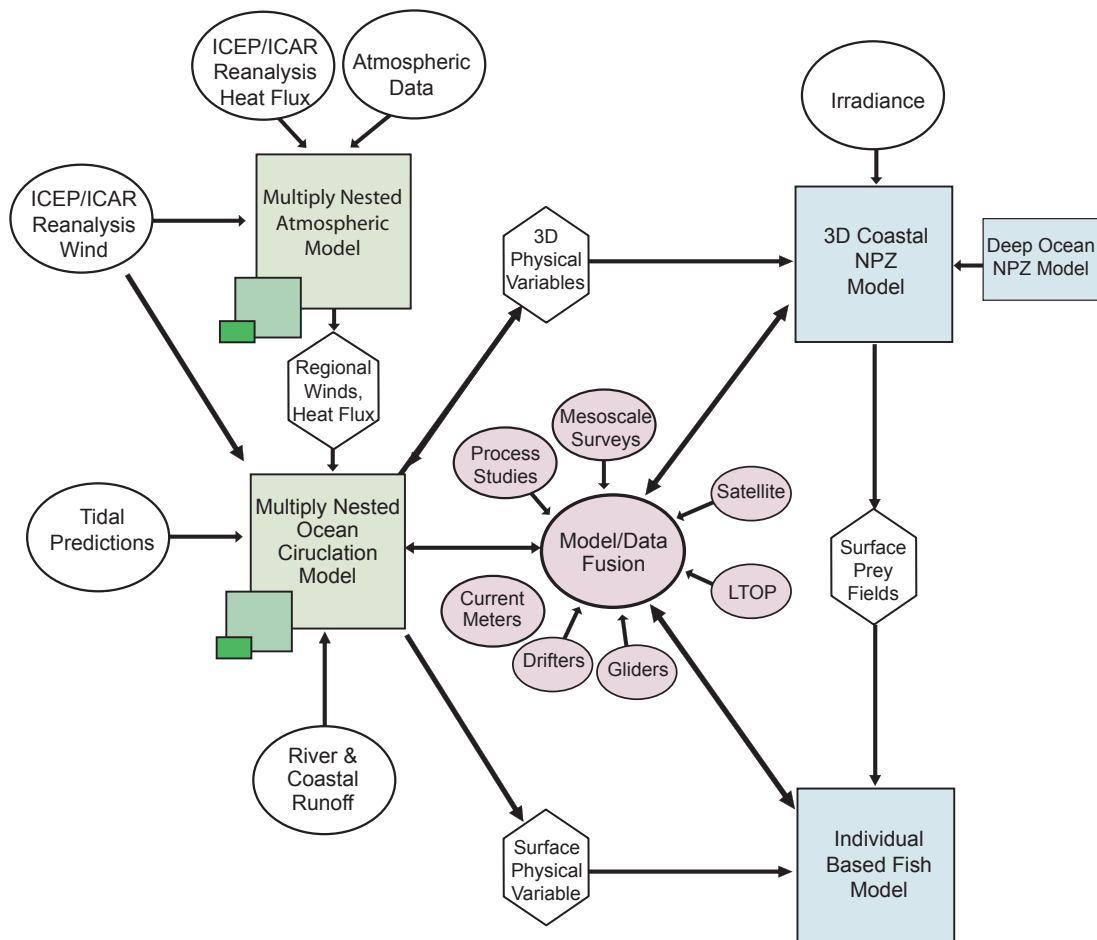 ICEP/ICAR
Reanalysis
Heat Flux
Atmospheric
Data
Irradiance
ICEP/ICAR
Reanalysis
Wind
Multiply Nested
Atmospheric
Model
3D
Physical
Variables
3D Coastal
NPZ
Model
Deep Ocean
NPZ Model
Regional
Winds,
Heat Flux
Mesoscale
Surveys
Process
Studies
Satellite
Tidal
Predictions
Multiply Nested
Ocean
Ciruclation
Model
Model/Data
Fusion
Surface
Prey
Fields
LTOP
Current
Meters
Drifters
Gliders
River &
Coastal
Runoff
Surface
Physical
Variable
Individual
Based Fish
Model